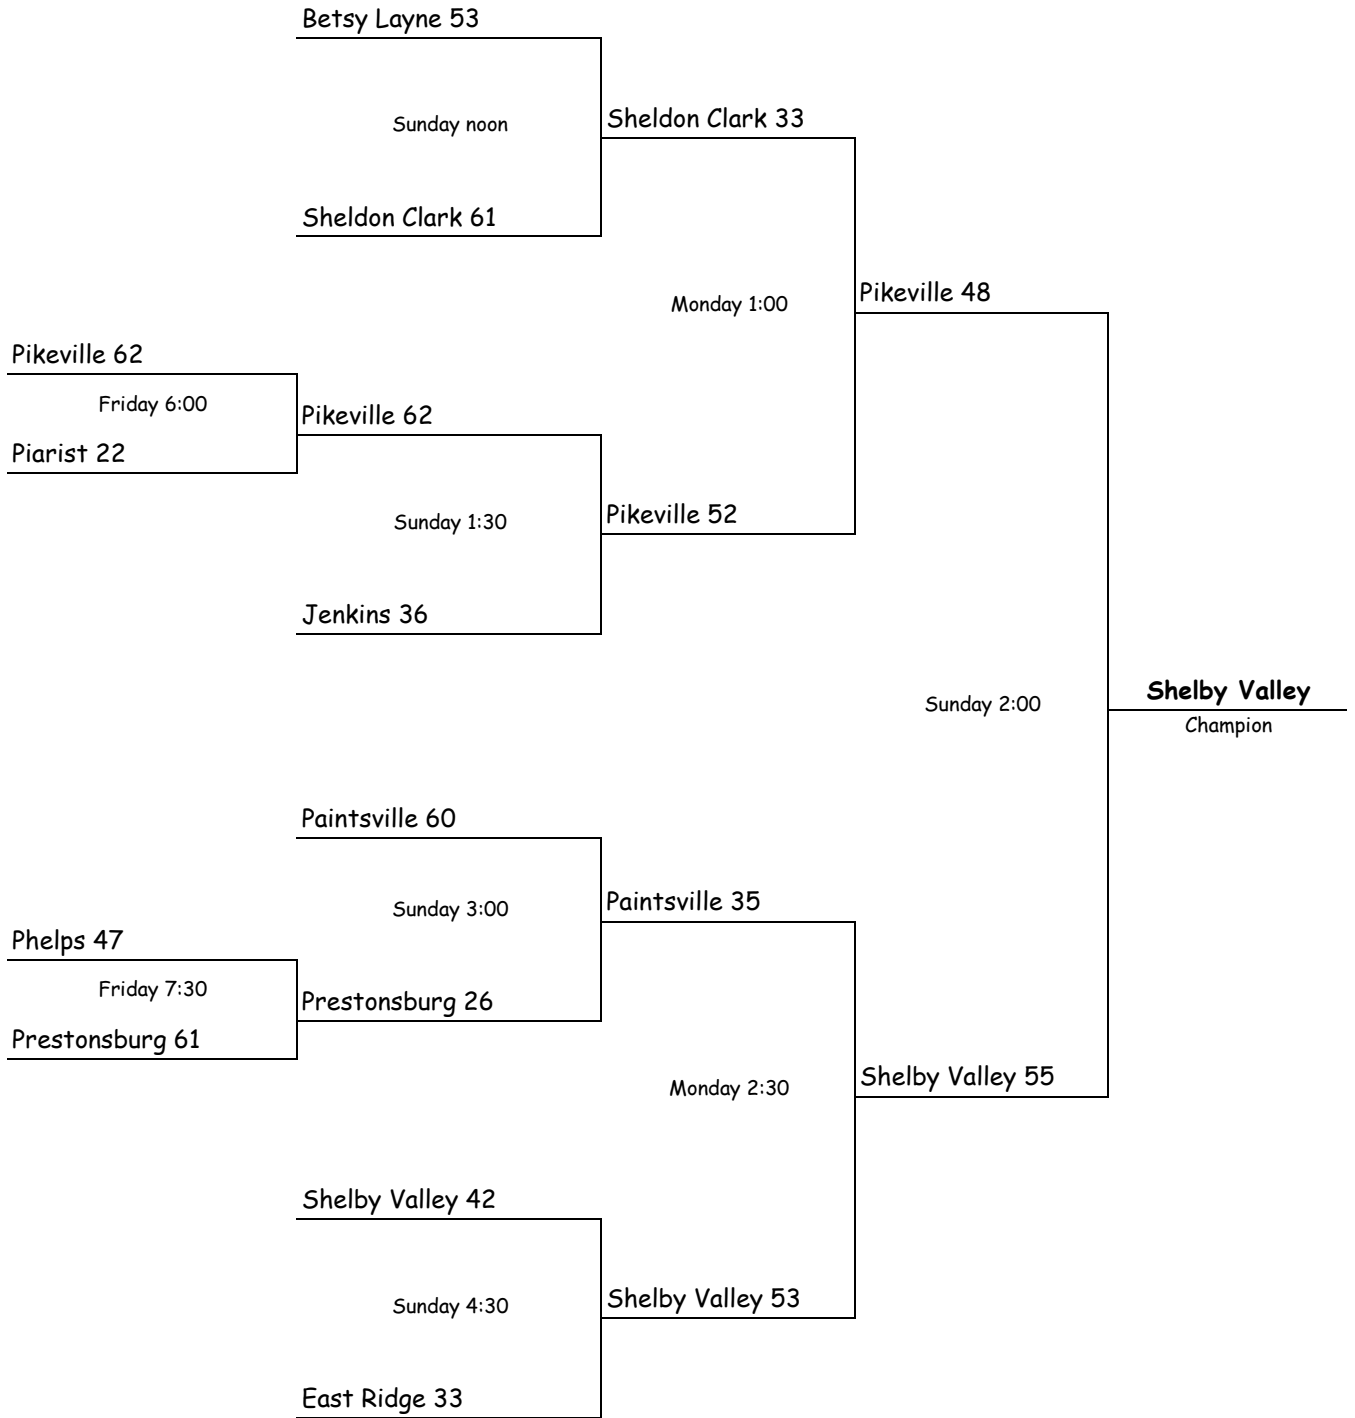 Betsy Layne 53
Sunday noon
Sheldon Clark 33
Sheldon Clark 61
Monday 1:00
Pikeville 48
Pikeville 62
Friday 6:00
Pikeville 62
Piarist 22
Sunday 1:30
Pikeville 52
Jenkins 36
Sunday 2:00
Shelby Valley
Champion
Paintsville 60
Sunday 3:00
Paintsville 35
Phelps 47
Friday 7:30
Prestonsburg 26
Prestonsburg 61
Monday 2:30
Shelby Valley 55
Shelby Valley 42
Sunday 4:30
Shelby Valley 53
East Ridge 33